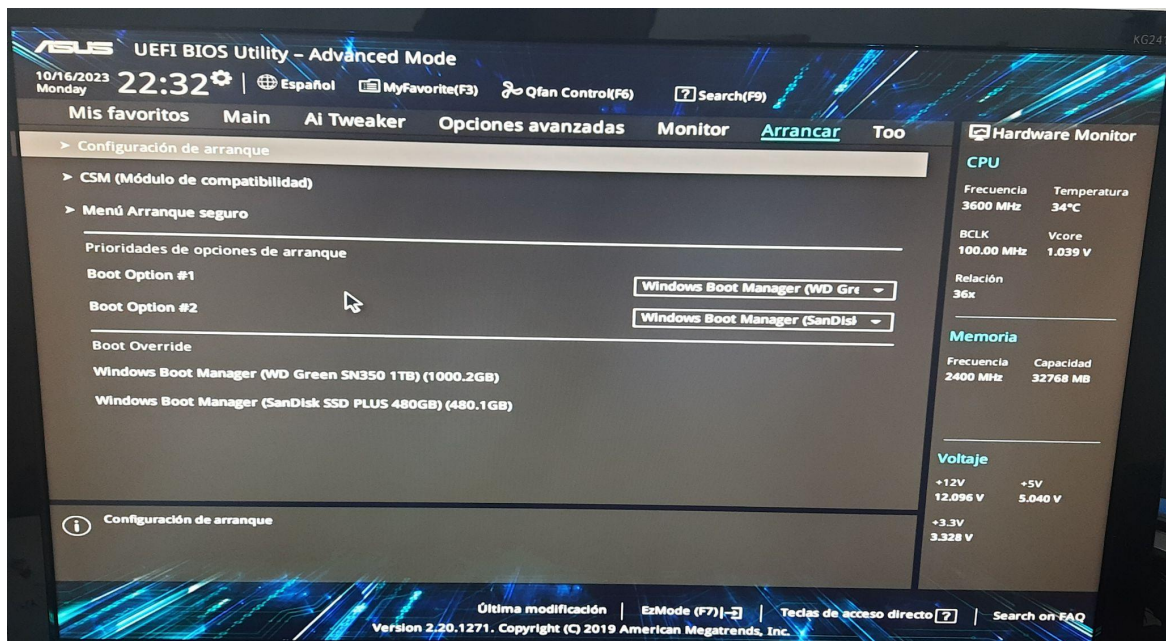 KG241
ASUS UEFI BIOS Utility – Advanced Mode
10/16/2023 22:32 Español MyFavorite(F3) Qfan Control(F6) ? Search(F9)
Monday
Mis favoritos Main Ai Tweaker Opciones avanzadas Monitor Arrancar Too
> Configuración de arranque
> CSM (Módulo de compatibilidad)
> Menú Arranque seguro
Prioridades de opciones de arranque
Boot Option #1 Windows Boot Manager (WD Gre
Boot Option #2 Windows Boot Manager (SanDisk
Boot Override
Windows Boot Manager (WD Green SN350 1TB) (1000.2GB)
Windows Boot Manager (SanDisk SSD PLUS 480GB) (480.1GB)
i Configuración de arranque
Hardware Monitor
CPU
Frecuencia Temperatura
3600 MHz 34°C
BCLK Vcore
100.00 MHz 1.039 V
Relación
36x
Memoria
Frecuencia Capacidad
2400 MHz 32768 MB
Voltaje
+12V +5V
12.096 V 5.040 V
+3.3V
3.328 V
Última modificación | EzMode (F7) | Teclas de acceso directo ? | Search on FAQ
Version 2.20.1271. Copyright (C) 2019 American Megatrends, Inc.